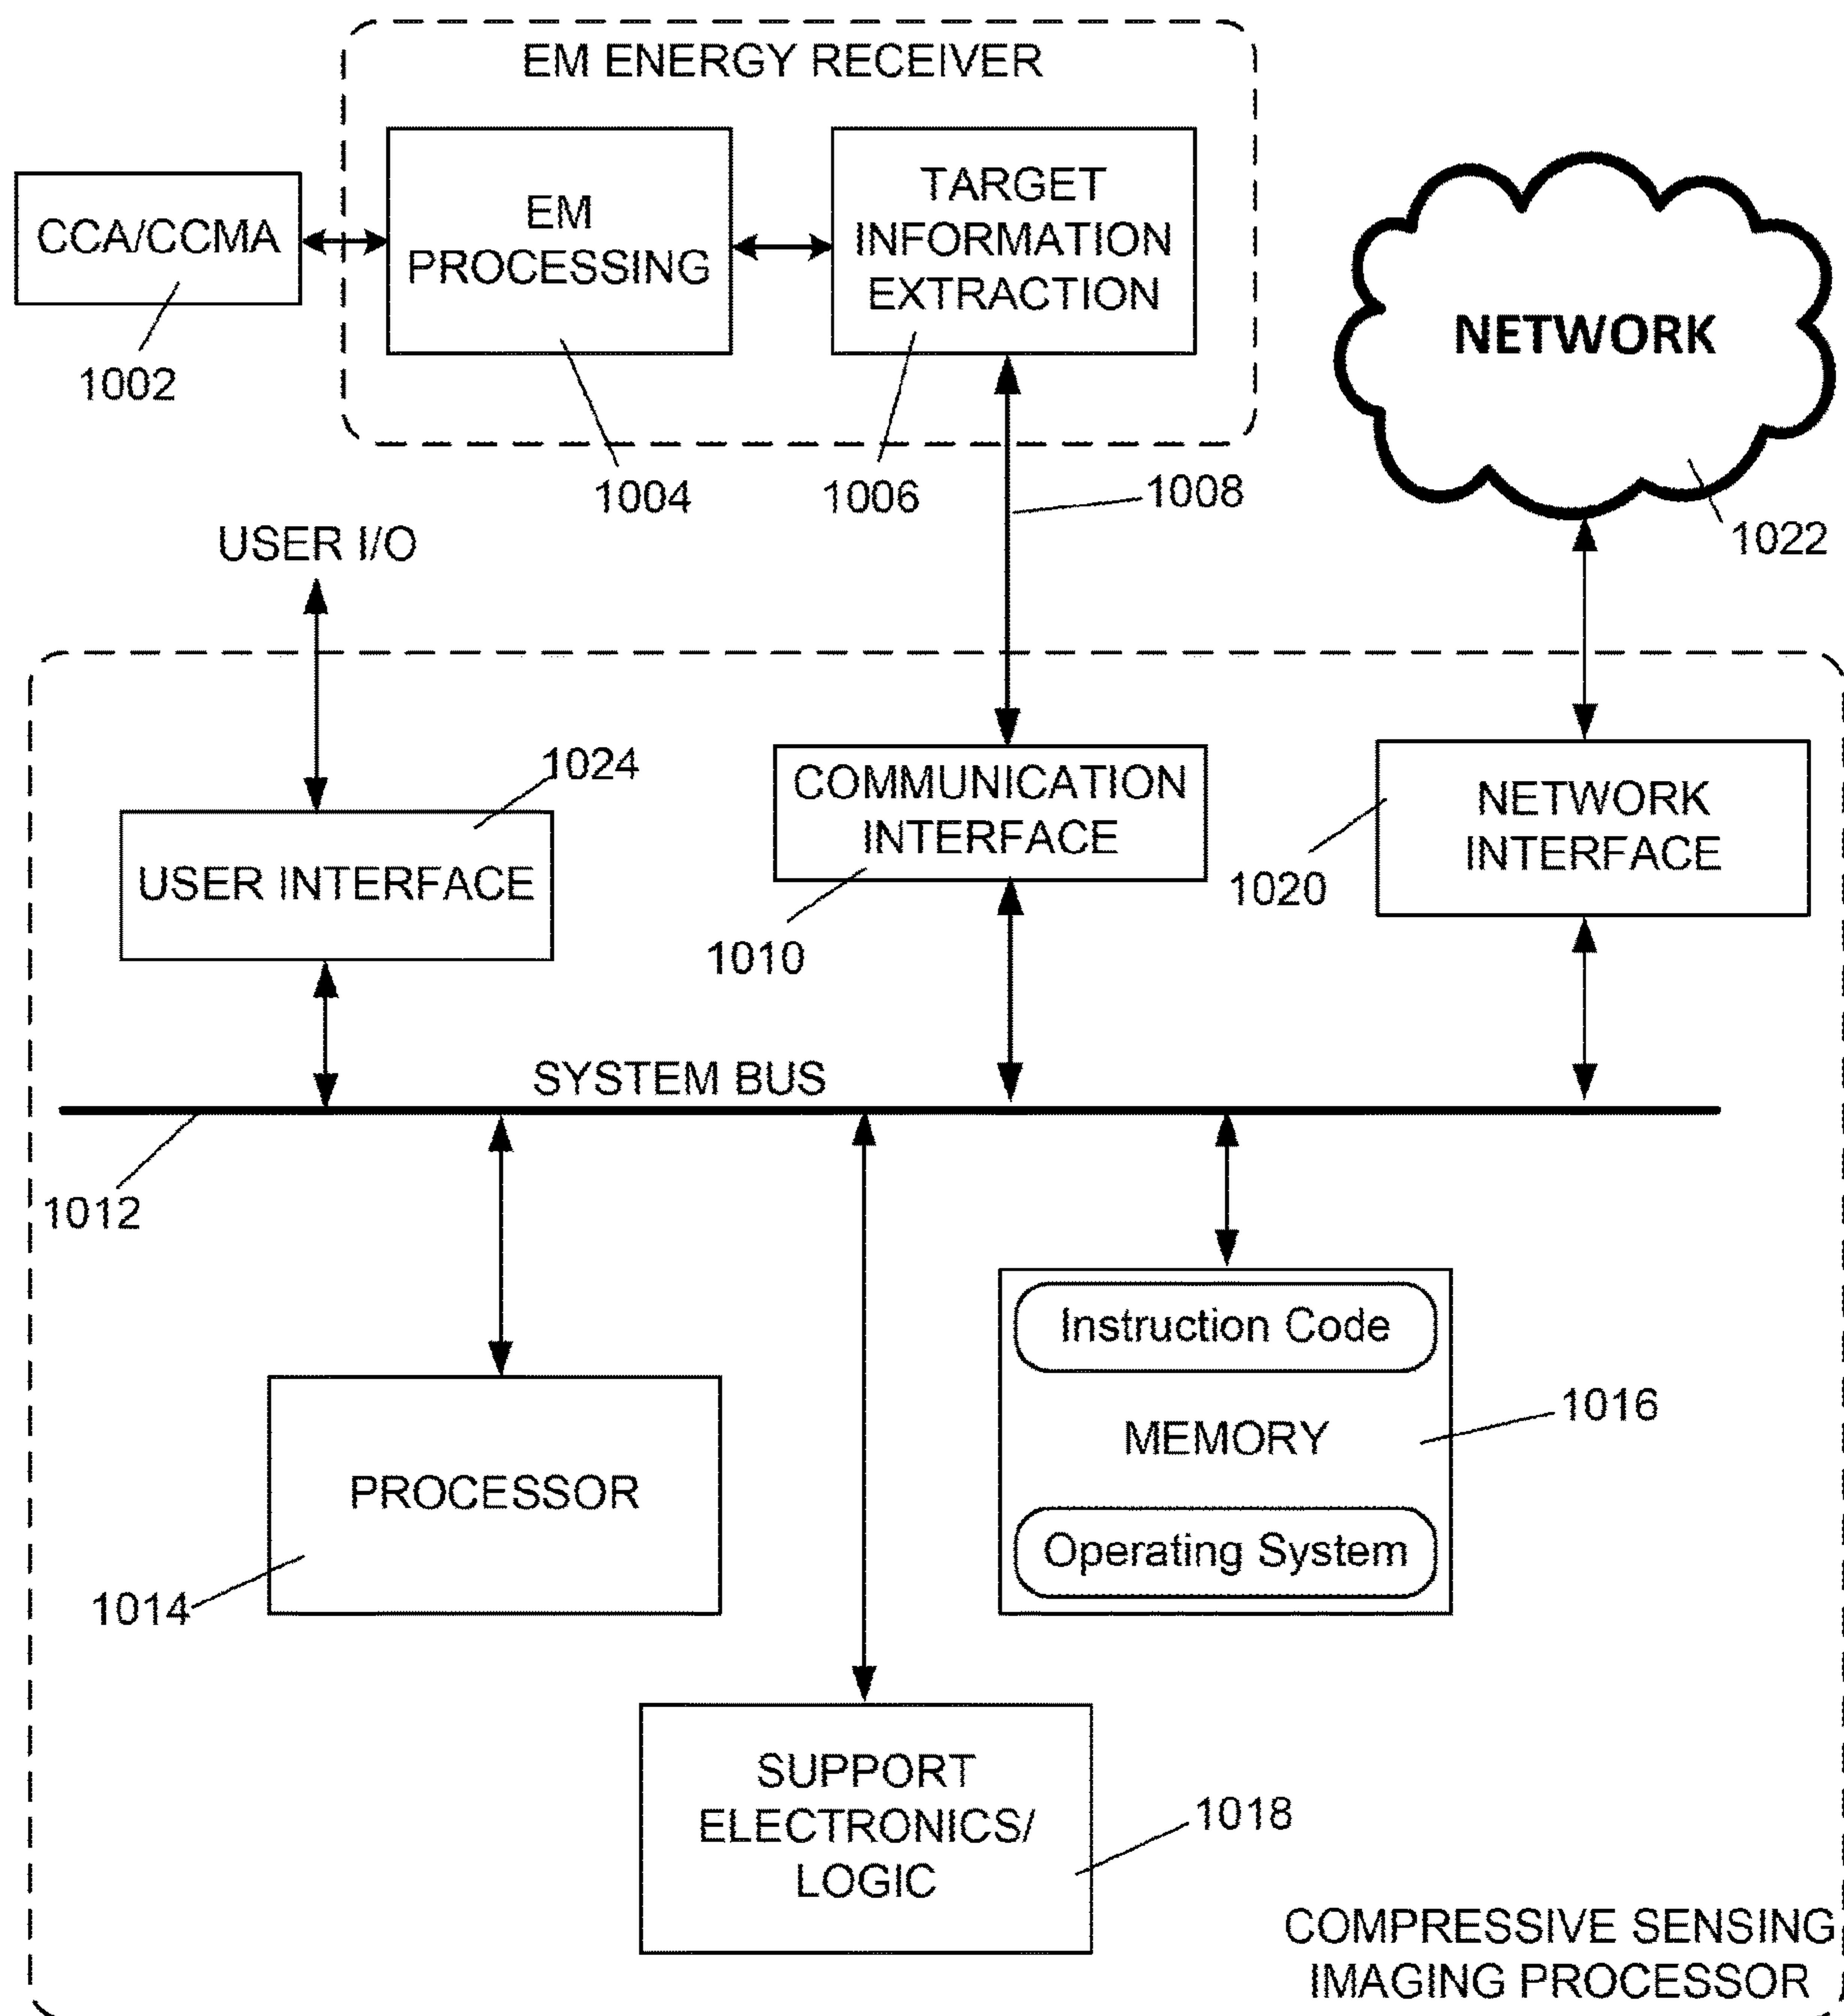 EM ENERGY RECEIVER
CCA/CCMA
1002
EM
PROCESSING
1004
TARGET
INFORMATION
EXTRACTION
1006
1008
NETWORK
1022
USER I/O
1024
USER INTERFACE
COMMUNICATION
INTERFACE
1010
NETWORK
INTERFACE
1020
SYSTEM BUS
1012
PROCESSOR
1014
Instruction Code
MEMORY
Operating System
1016
SUPPORT
ELECTRONICS/
LOGIC
1018
COMPRESSIVE SENSING
IMAGING PROCESSOR